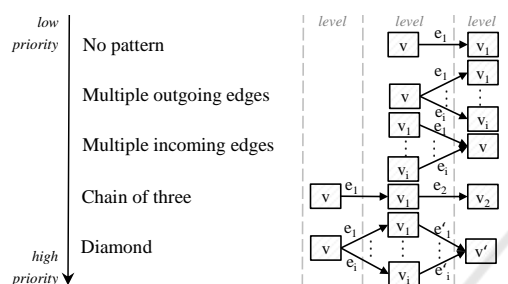 low
priority
level
level
level
No pattern
v
e1
v1
Multiple outgoing edges
v
e1
ei
v1
vi
Multiple incoming edges
v1
vi
e1
ei
v
Chain of three
v
e1
v1
e2
v2
Diamond
v
e1
ei
v1
vi
e'1
e'i
v'
high
priority